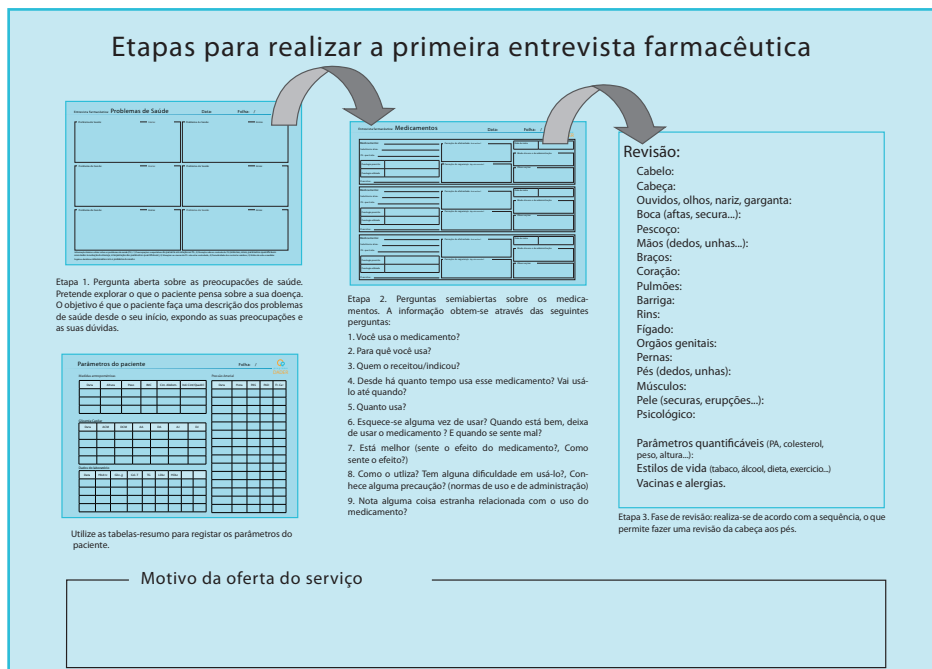 Etapas para realizar a primeira entrevista farmacêutica
Problemas de Saúde
Data:
Folha: /
Etapa 1. Pergunta aberta sobre as preocupações de saúde.
Pretende explorar o que o paciente pensa sobre a sua doença.
O objetivo é que o paciente faça uma descrição dos problemas
de saúde desde o seu início, expondo as suas preocupações e
as suas dúvidas.
Parâmetros do paciente
Folha: /
Utilize as tabelas-resumo para registar os parâmetros do
paciente.
Medicamentos
Data:
Folha: /
Etapa 2. Perguntas semiabiertas sobre os medica-
mentos. A informação obtem-se através das seguintes
perguntas:
1. Você usa o medicamento?
2. Para quê você usa?
3. Quem o receitou/indicou?
4. Desde há quanto tempo usa esse medicamento? Vai usá-
lo até quando?
5. Quanto usa?
6. Esquece-se alguma vez de usar? Quando está bem, deixa
de usar o medicamento ? E quando se sente mal?
7. Está melhor (sente o efeito do medicamento?, Como
sente o efeito?)
8. Como o utliza? Tem alguma dificuldade em usá-lo?, Con-
hece alguma precaução? (normas de uso e de administração)
9. Nota alguma coisa estranha relacionada com o uso do
medicamento?
Revisão:
Cabelo:
Cabeça:
Ouvidos, olhos, nariz, garganta:
Boca (aftas, secura...):
Pescoço:
Mãos (dedos, unhas...):
Braços:
Coração:
Pulmões:
Barriga:
Rins:
Fígado:
Orgãos genitais:
Pernas:
Pés (dedos, unhas):
Músculos:
Pele (securas, erupções...):
Psicológico:
Parâmetros quantificáveis (PA, colesterol,
peso, altura...):
Estilos de vida (tabaco, álcool, dieta, exercício...)
Vacinas e alergias.
Etapa 3. Fase de revisão: realiza-se de acordo com a sequência, o que
permite fazer uma revisão da cabeça aos pés.
Motivo da oferta do serviço